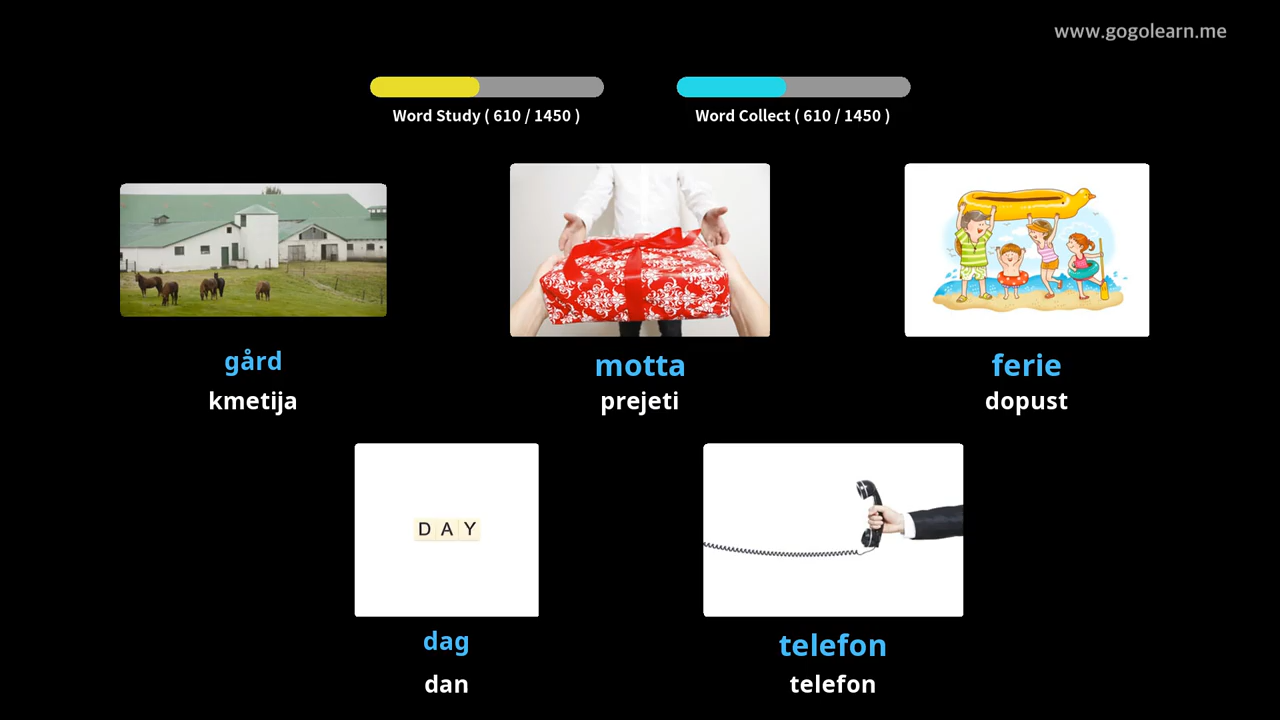 www.gogolearn.me
Word Study ( 610 / 1450 )
Word Collect ( 610 / 1450 )
gård
motta
ferie
kmetija
prejeti
dopust
DAY
dag
telefon
dan
telefon